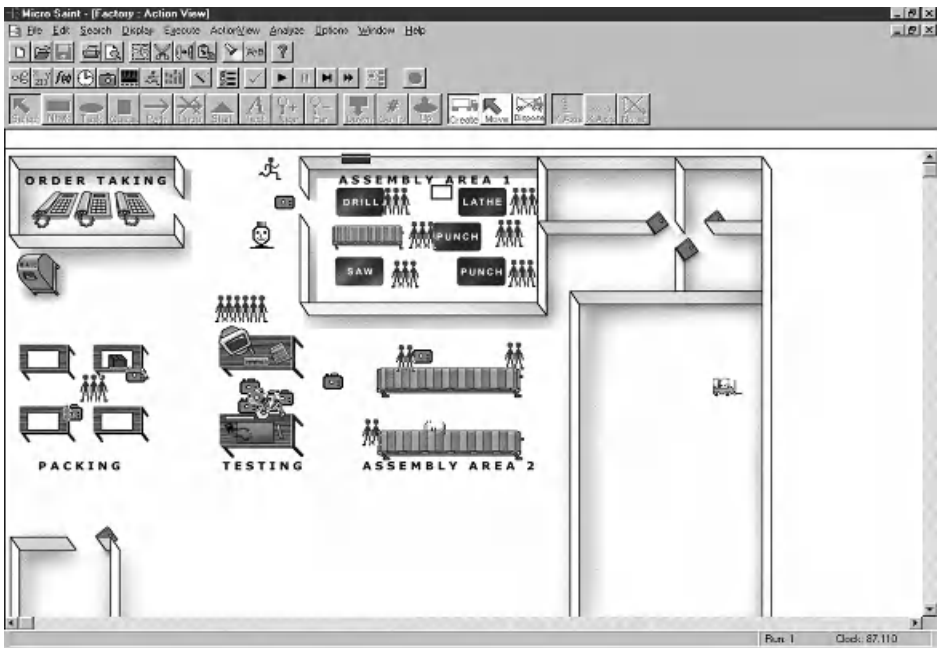 Micro Saint - [Factory : Action View]
File Edit Search Display Execute ActionView Analyze Options Window Help
Create Move Dispose
ORDER TAKING
ASSEMBLY AREA 1
DRILL LATHE
PUNCH
SAW PUNCH
PACKING TESTING ASSEMBLY AREA 2
Run: 1 Clock: 87.110